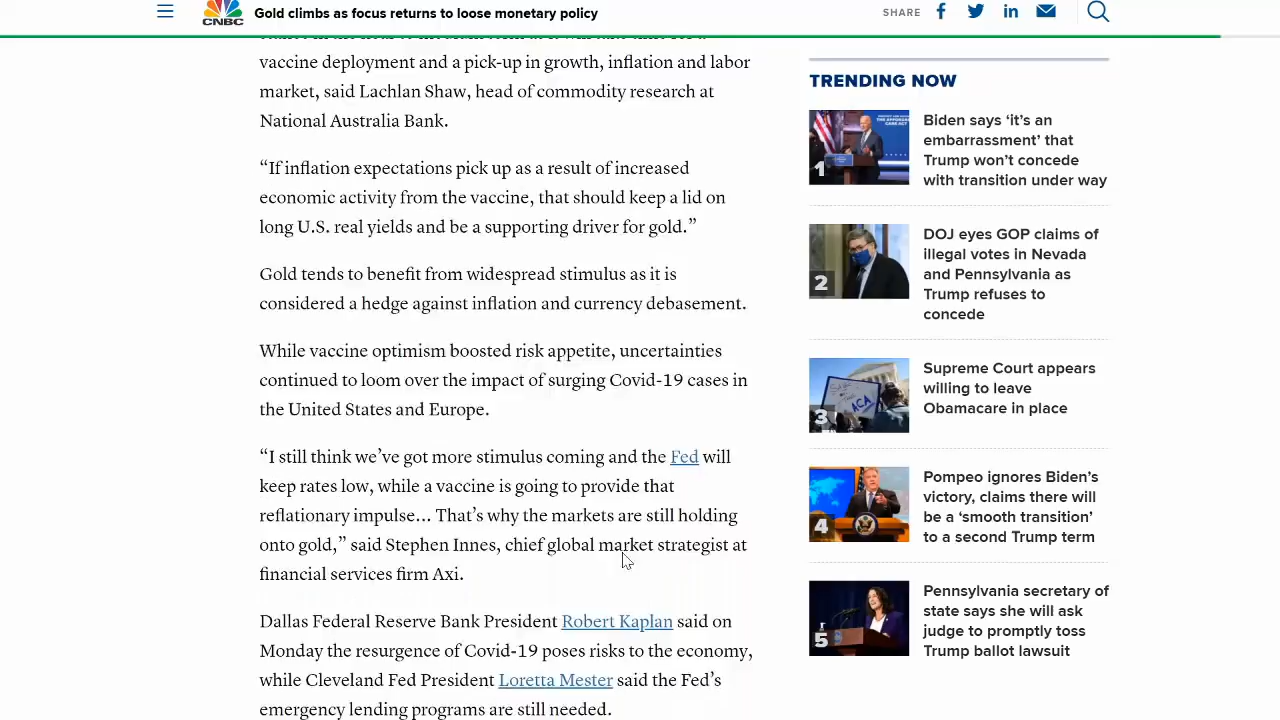 CNBC
Gold climbs as focus returns to loose monetary policy
SHARE
vaccine deployment and a pick-up in growth, inflation and labor
market, said Lachlan Shaw, head of commodity research at
National Australia Bank.
“If inflation expectations pick up as a result of increased
economic activity from the vaccine, that should keep a lid on
long U.S. real yields and be a supporting driver for gold.”
Gold tends to benefit from widespread stimulus as it is
considered a hedge against inflation and currency debasement.
While vaccine optimism boosted risk appetite, uncertainties
continued to loom over the impact of surging Covid-19 cases in
the United States and Europe.
“I still think we’ve got more stimulus coming and the Fed will
keep rates low, while a vaccine is going to provide that
reflationary impulse... That’s why the markets are still holding
onto gold,” said Stephen Innes, chief global market strategist at
financial services firm Axi.
Dallas Federal Reserve Bank President Robert Kaplan said on
Monday the resurgence of Covid-19 poses risks to the economy,
while Cleveland Fed President Loretta Mester said the Fed’s
emergency lending programs are still needed.
TRENDING NOW
1
Biden says ‘it’s an
embarrassment’ that
Trump won’t concede
with transition under way
2
DOJ eyes GOP claims of
illegal votes in Nevada
and Pennsylvania as
Trump refuses to
concede
3
ACA
Supreme Court appears
willing to leave
Obamacare in place
4
Pompeo ignores Biden’s
victory, claims there will
be a ‘smooth transition’
to a second Trump term
5
Pennsylvania secretary of
state says she will ask
judge to promptly toss
Trump ballot lawsuit